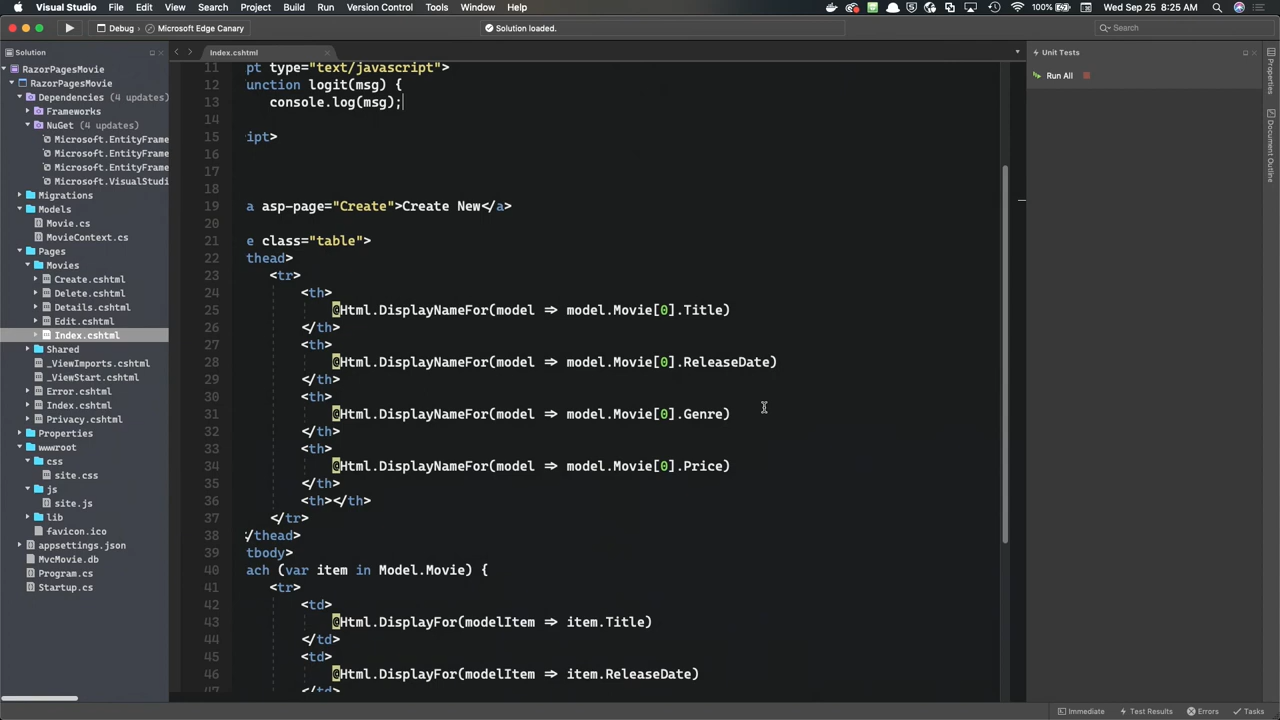 Visual Studio File Edit View Search Project Build Run Version Control Tools Window Help 100% Wed Sep 25 8:25 AM
Debug Microsoft Edge Canary Solution loaded. Search
Solution
RazorPagesMovie
RazorPagesMovie
Dependencies (4 updates)
Frameworks
NuGet (4 updates)
Microsoft.EntityFrame
Microsoft.EntityFrame
Microsoft.EntityFrame
Microsoft.VisualStudi
Migrations
Models
Movie.cs
MovieContext.cs
Pages
Movies
Create.cshtml
Delete.cshtml
Details.cshtml
Edit.cshtml
Index.cshtml
Shared
_ViewImports.cshtml
_ViewStart.cshtml
Error.cshtml
Index.cshtml
Privacy.cshtml
Properties
wwwroot
css
site.css
js
site.js
lib
favicon.ico
appsettings.json
MvcMovie.db
Program.cs
Startup.cs
Index.cshtml
11 pt type="text/javascript">
12 unction logit(msg) {
13 console.log(msg);
14
15 ipt>
16
17
18
19 a asp-page="Create">Create New</a>
20
21 e class="table">
22 thead>
23 <tr>
24 <th>
25 @Html.DisplayNameFor(model => model.Movie[0].Title)
26 </th>
27 <th>
28 @Html.DisplayNameFor(model => model.Movie[0].ReleaseDate)
29 </th>
30 <th>
31 @Html.DisplayNameFor(model => model.Movie[0].Genre)
32 </th>
33 <th>
34 @Html.DisplayNameFor(model => model.Movie[0].Price)
35 </th>
36 <th></th>
37 </tr>
38 /thead>
39 tbody>
40 ach (var item in Model.Movie) {
41 <tr>
42 <td>
43 @Html.DisplayFor(modelItem => item.Title)
44 </td>
45 <td>
46 @Html.DisplayFor(modelItem => item.ReleaseDate)
47 </td>
Unit Tests
Run All
Properties
Document Outline
Immediate Test Results Errors Tasks